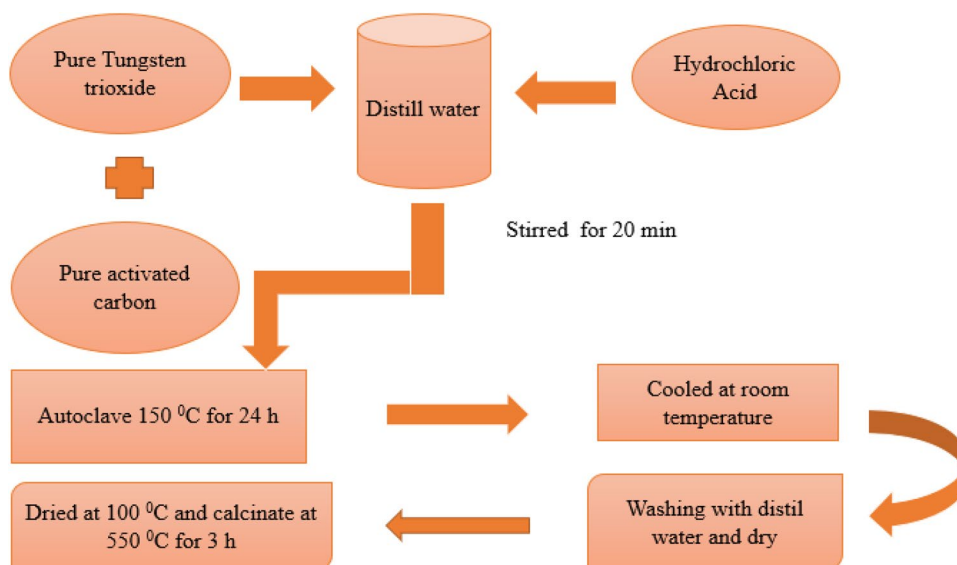 Pure Tungsten
trioxide
Distill water
Hydrochloric
Acid
Stirred for 20 min
Pure activated
carbon
Autoclave 150 ⁰C for 24 h
Cooled at room
temperature
Washing with distil
water and dry
Dried at 100 ⁰C and calcinate at
550 ⁰C for 3 h